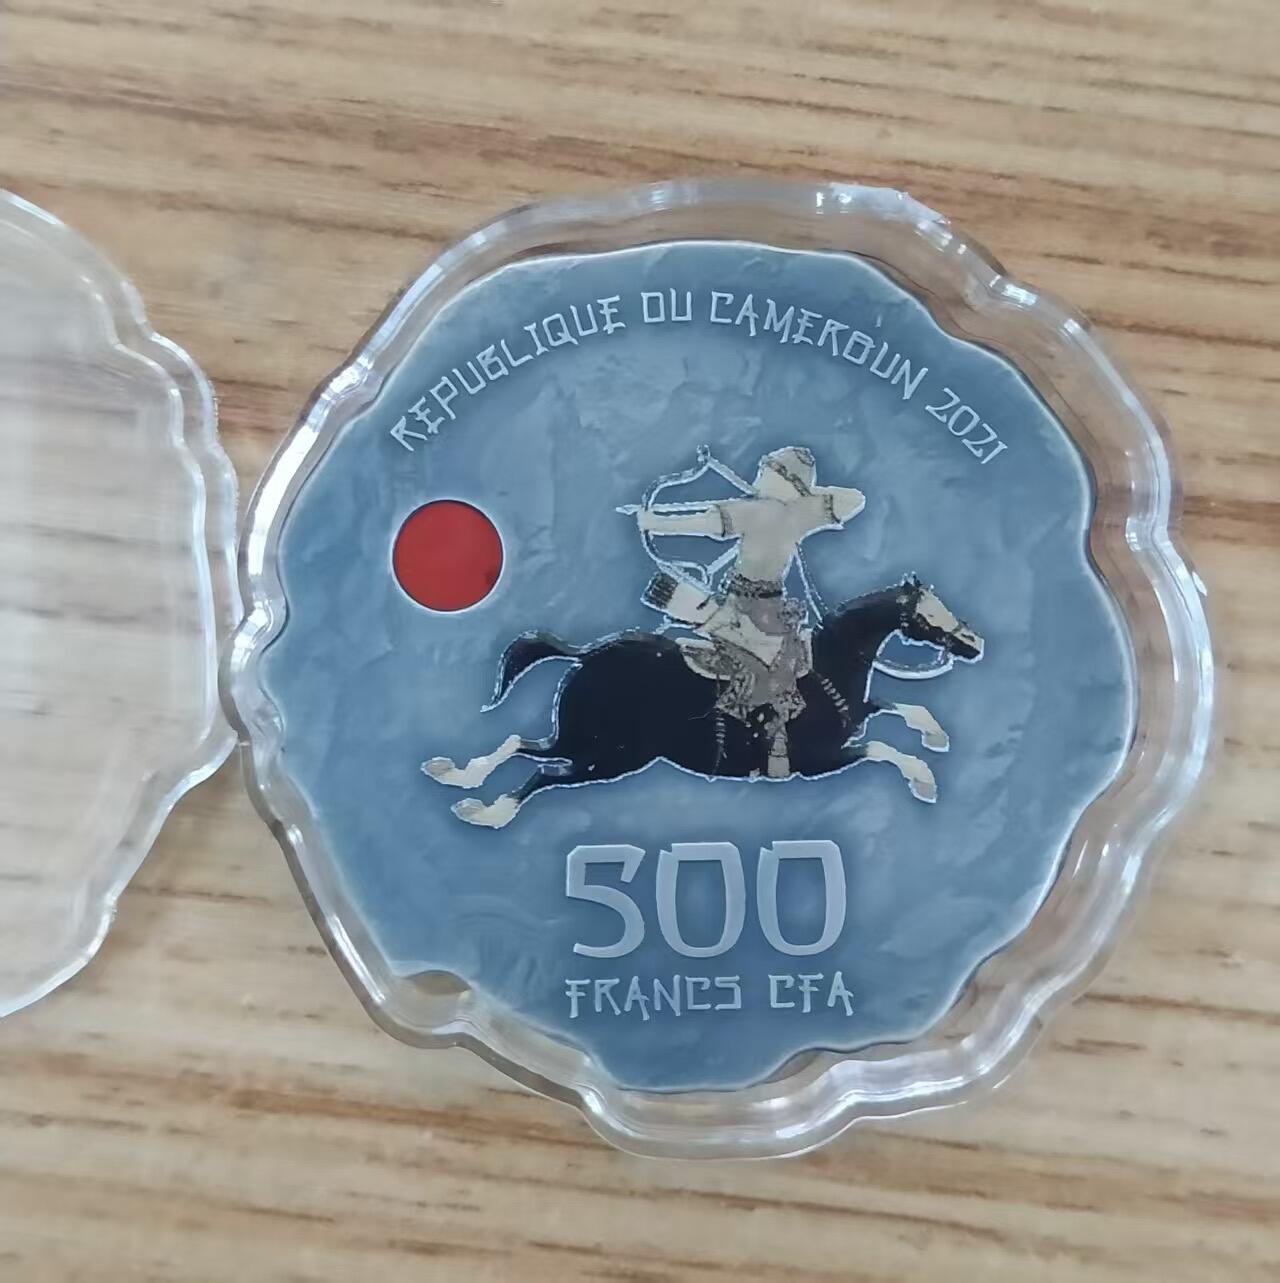 REPUBLIQUE DU CAMEROUN 2021
500
FRANCS CFA